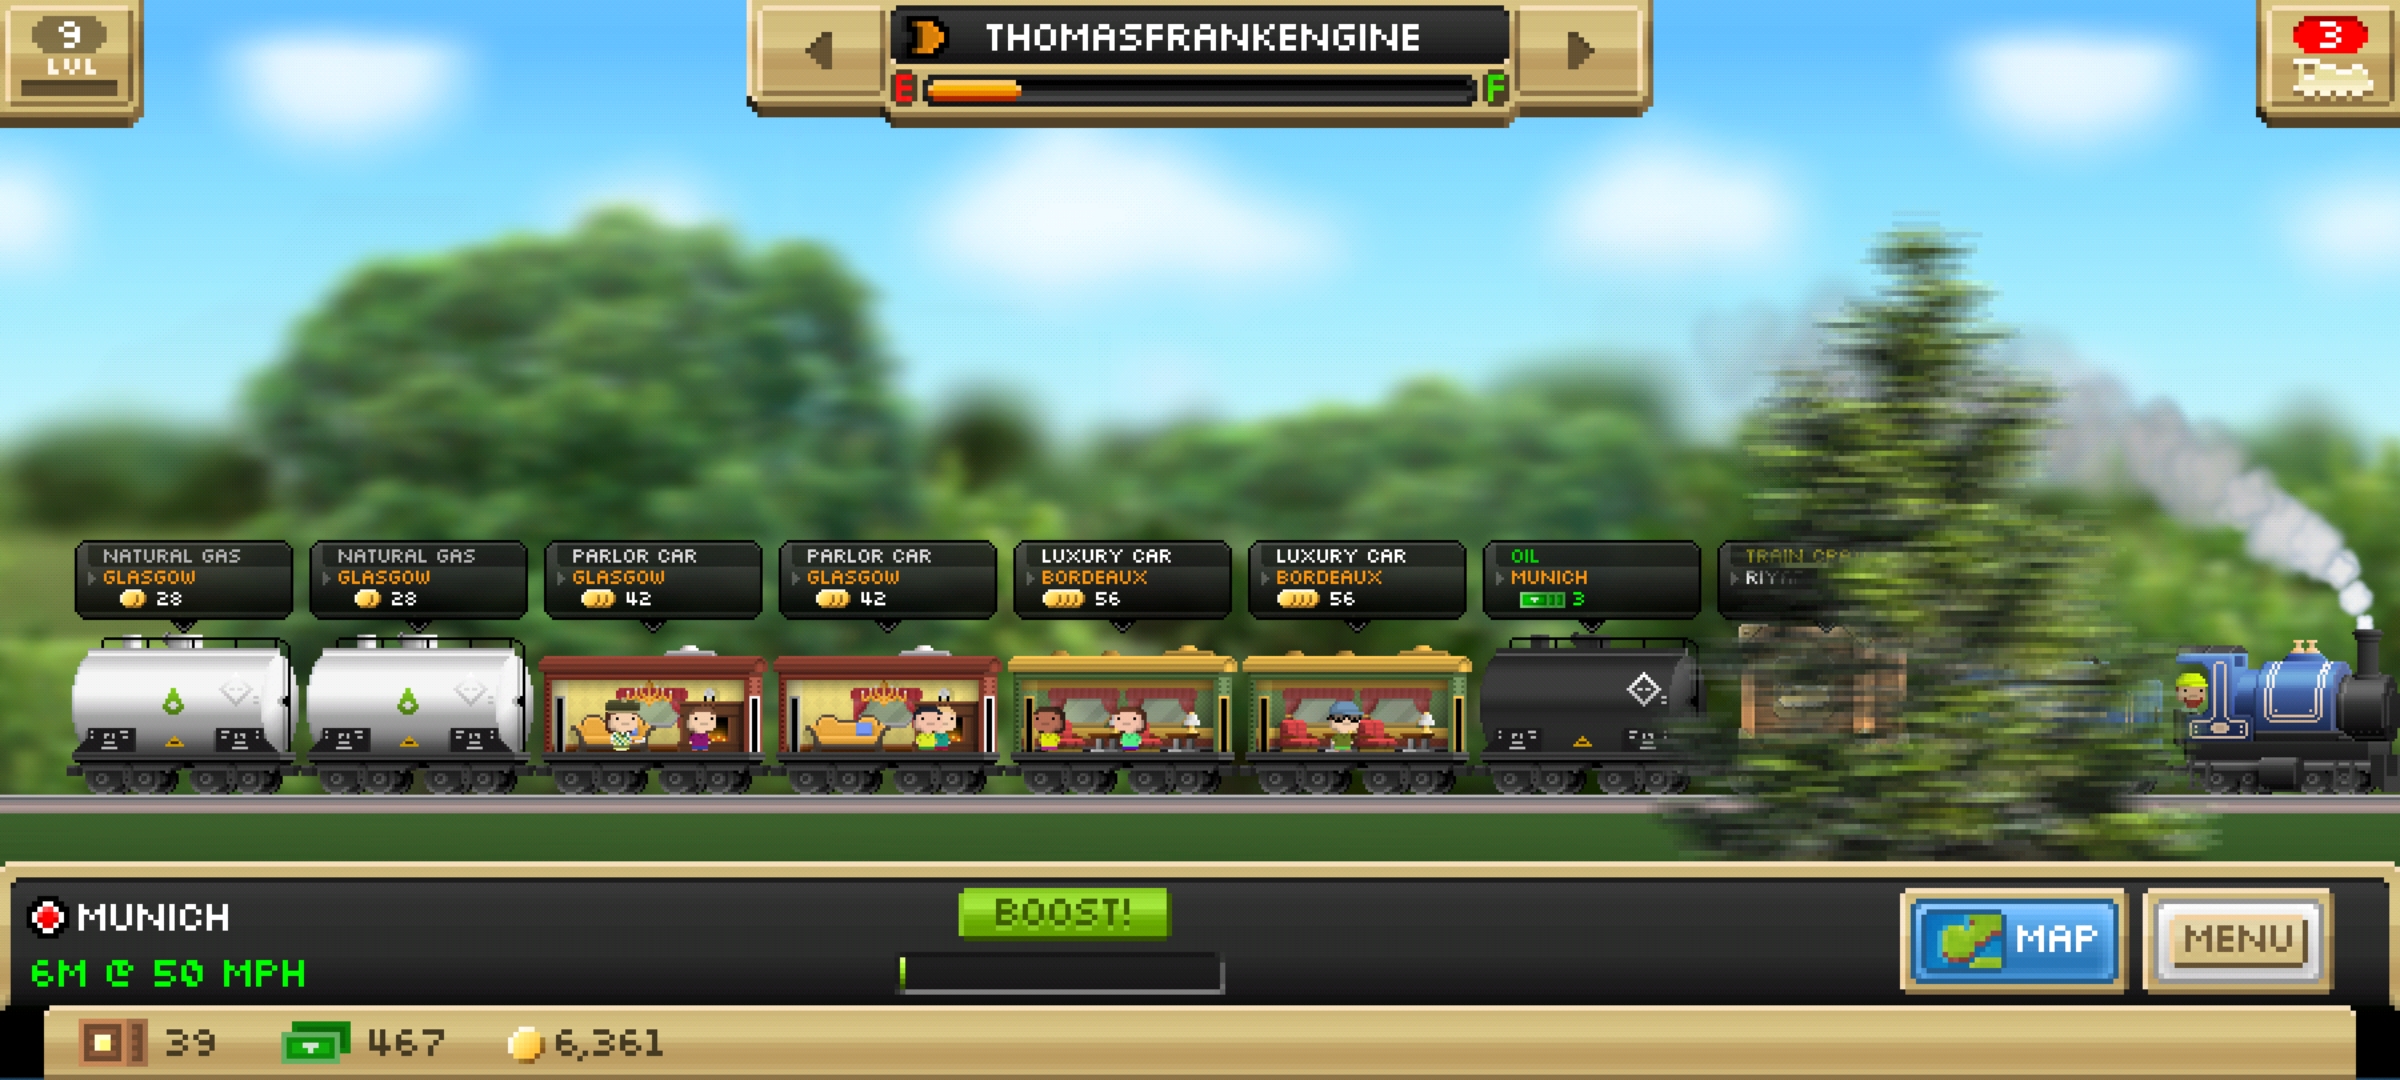 9
LVL
THOMASFRANKENGINE
E F
3
NATURAL GAS
GLASGOW
28
NATURAL GAS
GLASGOW
28
PARLOR CAR
GLASGOW
42
PARLOR CAR
GLASGOW
42
LUXURY CAR
BORDEAUX
56
LUXURY CAR
BORDEAUX
56
OIL
MUNICH
3
TRAIN
MUNICH
6M @ 50 MPH
BOOST!
MAP
MENU
39
467
6,361